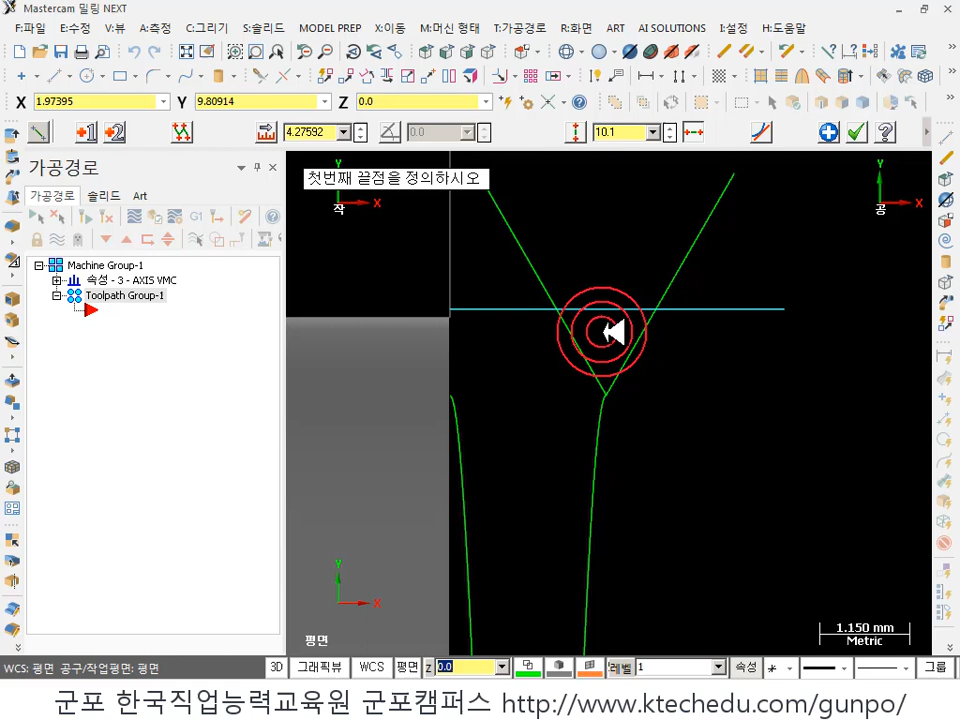 Mastercam 밀링 NEXT
F:파일 E:수정 V:뷰 A:측정 C:그리기 S:솔리드 MODEL PREP X:이동 M:머신 형태 T:가공경로 R:화면 ART AI SOLUTIONS I:설정 H:도움말
X 1.97395 Y 9.80914 Z 0.0
+1 +2 4.27592 0.0 10.1
가공경로
가공경로 솔리드 Art
G1
Machine Group-1
속성 - 3 - AXIS VMC
Toolpath Group-1
첫번째 끝점을 정의하시오
Y
X
작
Y
X
공
Y
X
평면
1.150 mm
Metric
WCS: 평면 공구/작업평면: 평면 3D 그래픽뷰 WCS 평면 Z 0.0 레벨 1 속성 그룹
군포 한국직업능력교육원 군포캠퍼스 http://www.ktechedu.com/gunpo/